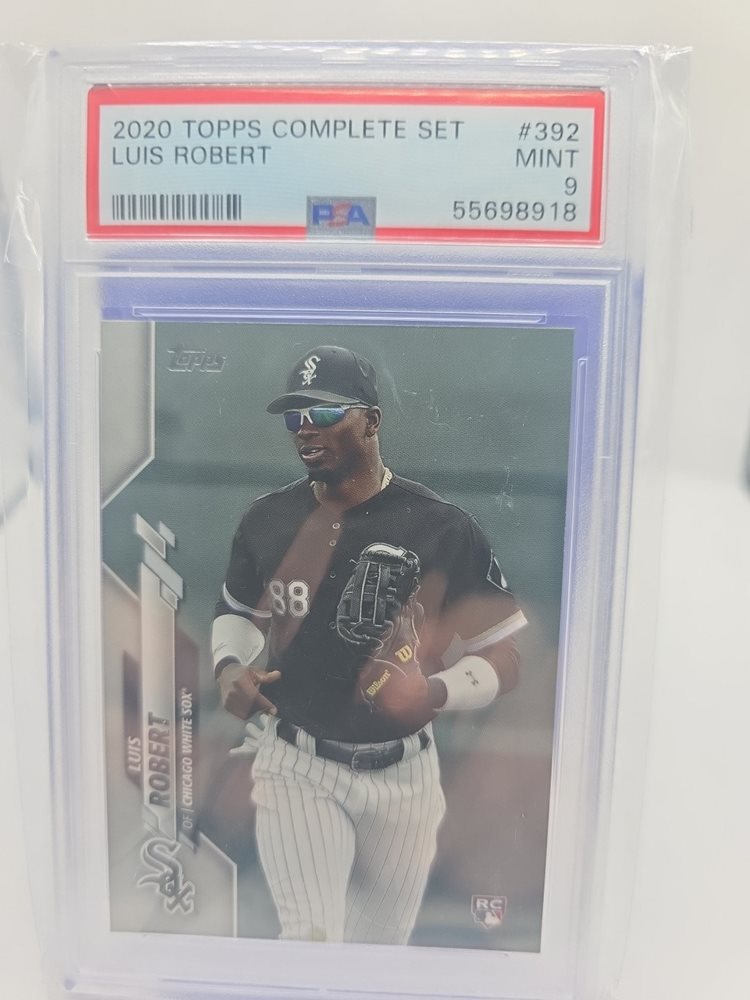 2020 TOPPS COMPLETE SET #392
LUIS ROBERT MINT
9
PSA 55698918
Topps
Sox
88
W
Wilson
LUIS
ROBERT
OF | CHICAGO WHITE SOX®
Sox
RC